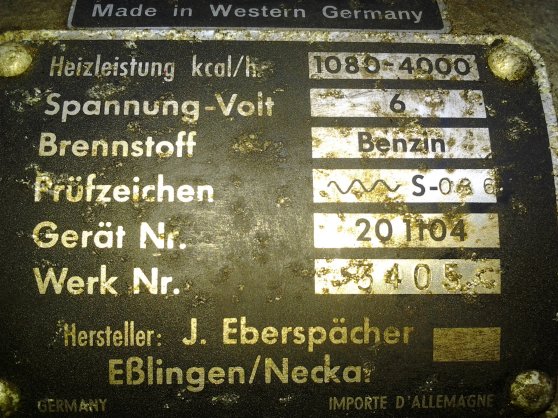 Made in Western Germany
Heizleistung kcal/h 1080-4000
Spannung-Volt 6
Brennstoff Benzin
Prüfzeichen S-086
Gerät Nr. 201104
Werk Nr.
Hersteller: J. Eberspächer
Eßlingen/Neckar
GERMANY IMPORTE D'ALLEMAGNE